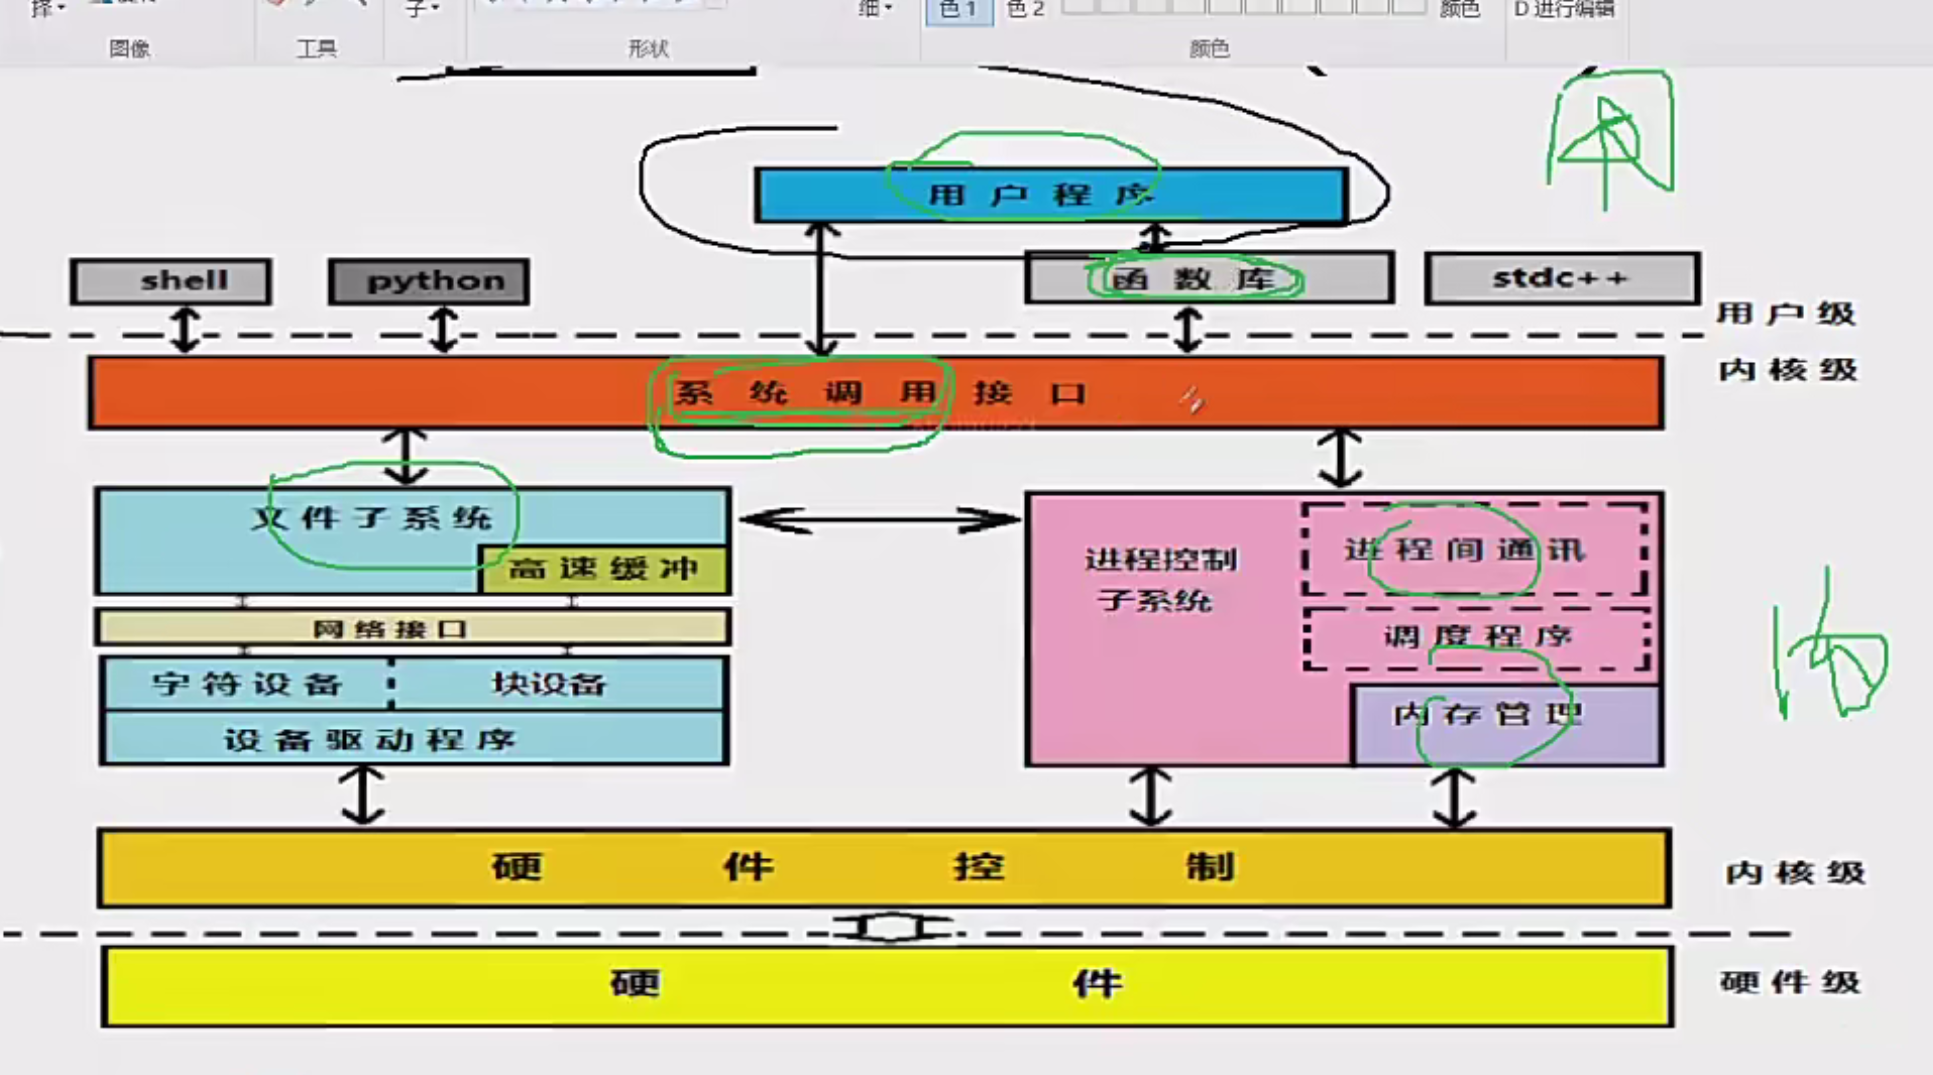 择
子
细
色 1
色 2
颜色
D 进行编辑
图像
工具
形状
颜色
用户程序
shell
python
函数库
stdc++
用户级
系统调用接口
内核级
文件子系统
高速缓冲
进程控制
子系统
进程间通讯
网络接口
调度程序
字符设备
块设备
内存管理
设备驱动程序
硬件控制
内核级
硬件
硬件级